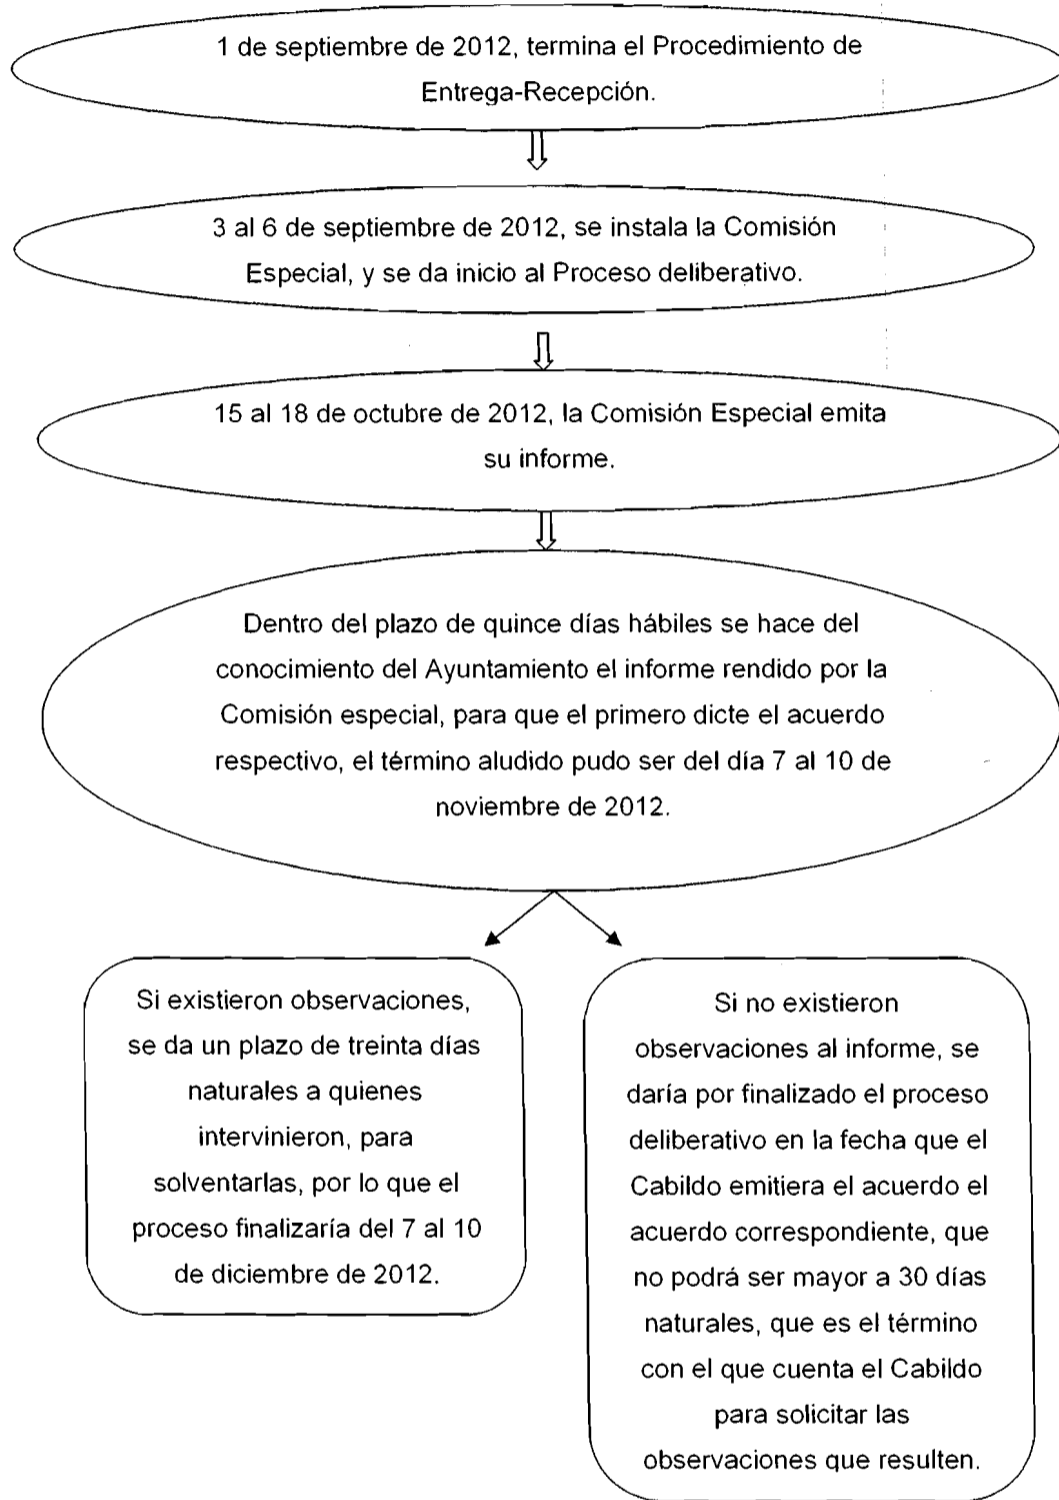 1 de septiembre de 2012, termina el Procedimiento de
Entrega-Recepción.
3 al 6 de septiembre de 2012, se instala la Comisión
Especial, y se da inicio al Proceso deliberativo.
15 al 18 de octubre de 2012, la Comisión Especial emita
su informe.
Dentro del plazo de quince días hábiles se hace del
conocimiento del Ayuntamiento el informe rendido por la
Comisión especial, para que el primero dicte el acuerdo
respectivo, el término aludido pudo ser del día 7 al 10 de
noviembre de 2012.
Si existieron observaciones,
se da un plazo de treinta días
naturales a quienes
intervinieron, para
solventarlas, por lo que el
proceso finalizaría del 7 al 10
de diciembre de 2012.
Si no existieron
observaciones al informe, se
daría por finalizado el proceso
deliberativo en la fecha que el
Cabildo emitiera el acuerdo el
acuerdo correspondiente, que
no podrá ser mayor a 30 días
naturales, que es el término
con el que cuenta el Cabildo
para solicitar las
observaciones que resulten.